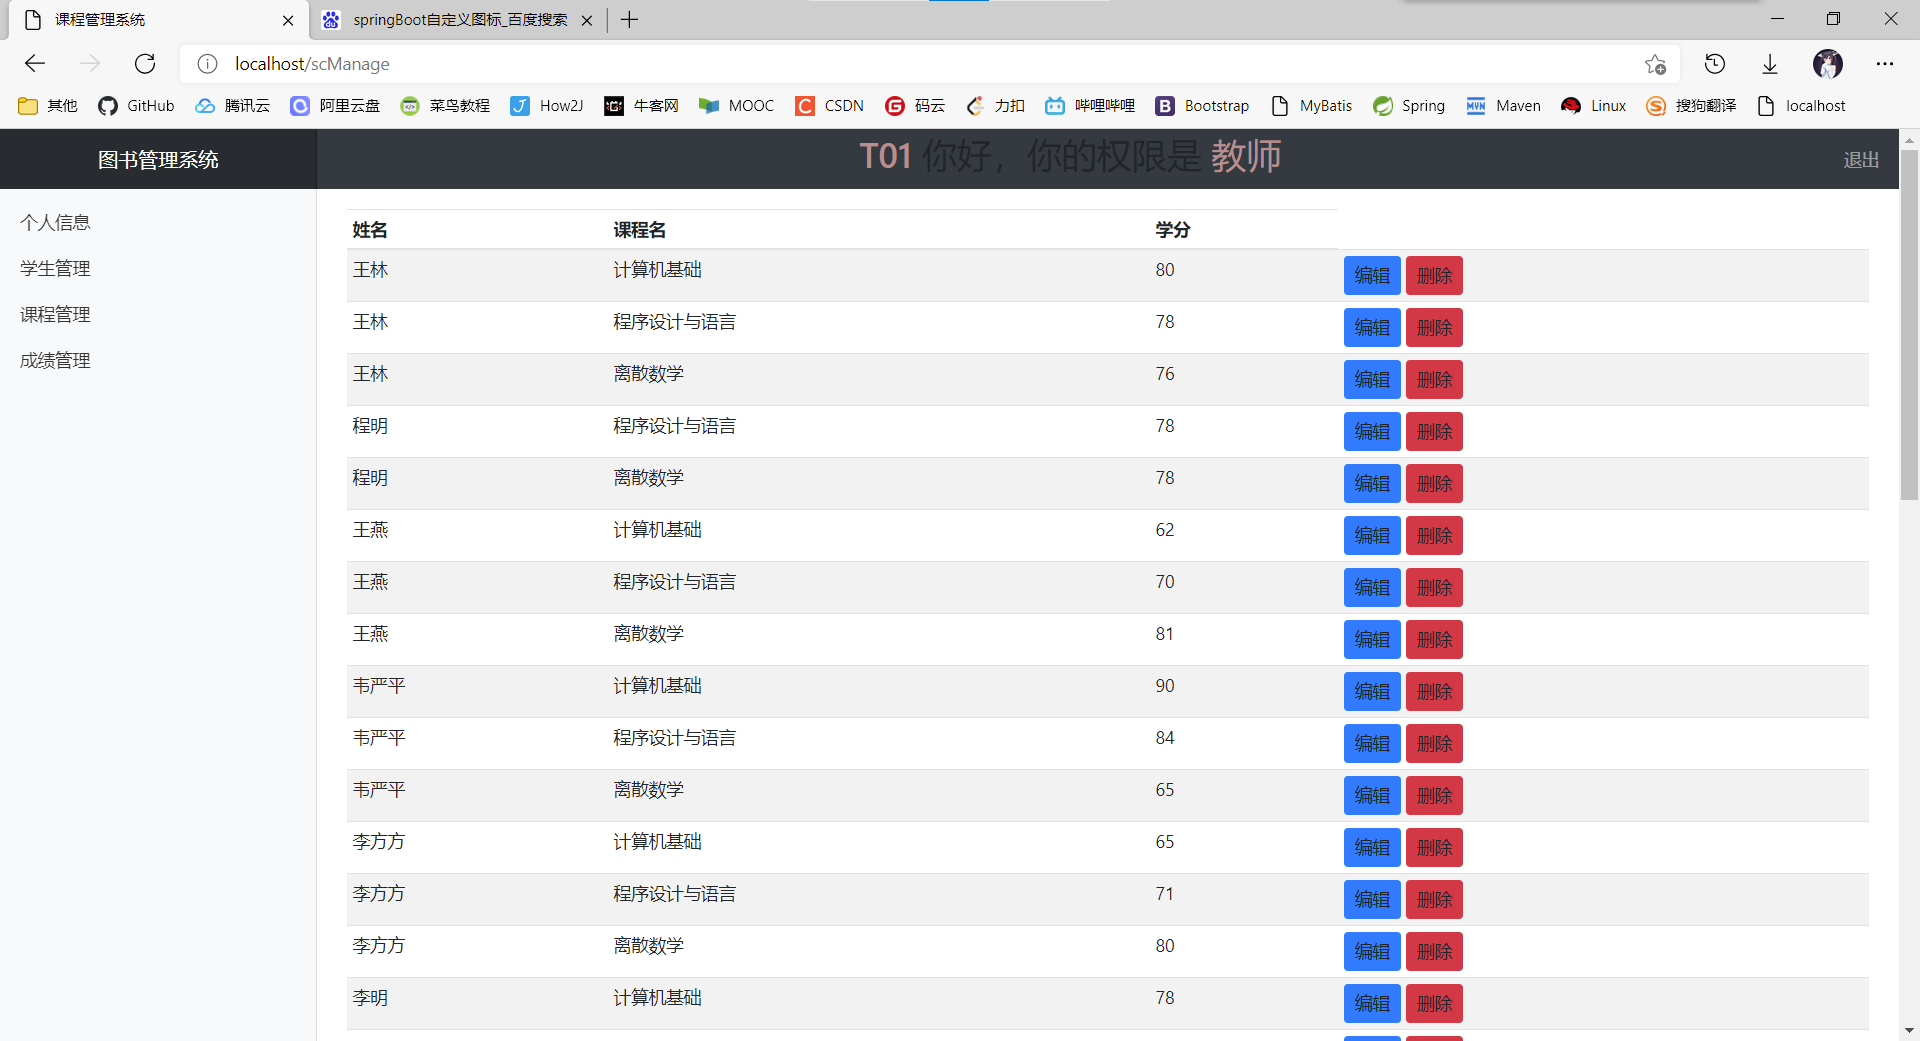 课程管理系统
springBoot自定义图标_百度搜索
localhost/scManage
其他 GitHub 腾讯云 阿里云盘 菜鸟教程 How2J 牛客网 MOOC CSDN 码云 力扣 哔哩哔哩 Bootstrap MyBatis Spring Maven Linux 搜狗翻译 localhost
图书管理系统
T01 你好，你的权限是 教师
退出
个人信息
学生管理
课程管理
成绩管理
姓名 课程名 学分
王林 计算机基础 80 编辑 删除
王林 程序设计与语言 78 编辑 删除
王林 离散数学 76 编辑 删除
程明 程序设计与语言 78 编辑 删除
程明 离散数学 78 编辑 删除
王燕 计算机基础 62 编辑 删除
王燕 程序设计与语言 70 编辑 删除
王燕 离散数学 81 编辑 删除
韦严平 计算机基础 90 编辑 删除
韦严平 程序设计与语言 84 编辑 删除
韦严平 离散数学 65 编辑 删除
李方方 计算机基础 65 编辑 删除
李方方 程序设计与语言 71 编辑 删除
李方方 离散数学 80 编辑 删除
李明 计算机基础 78 编辑 删除